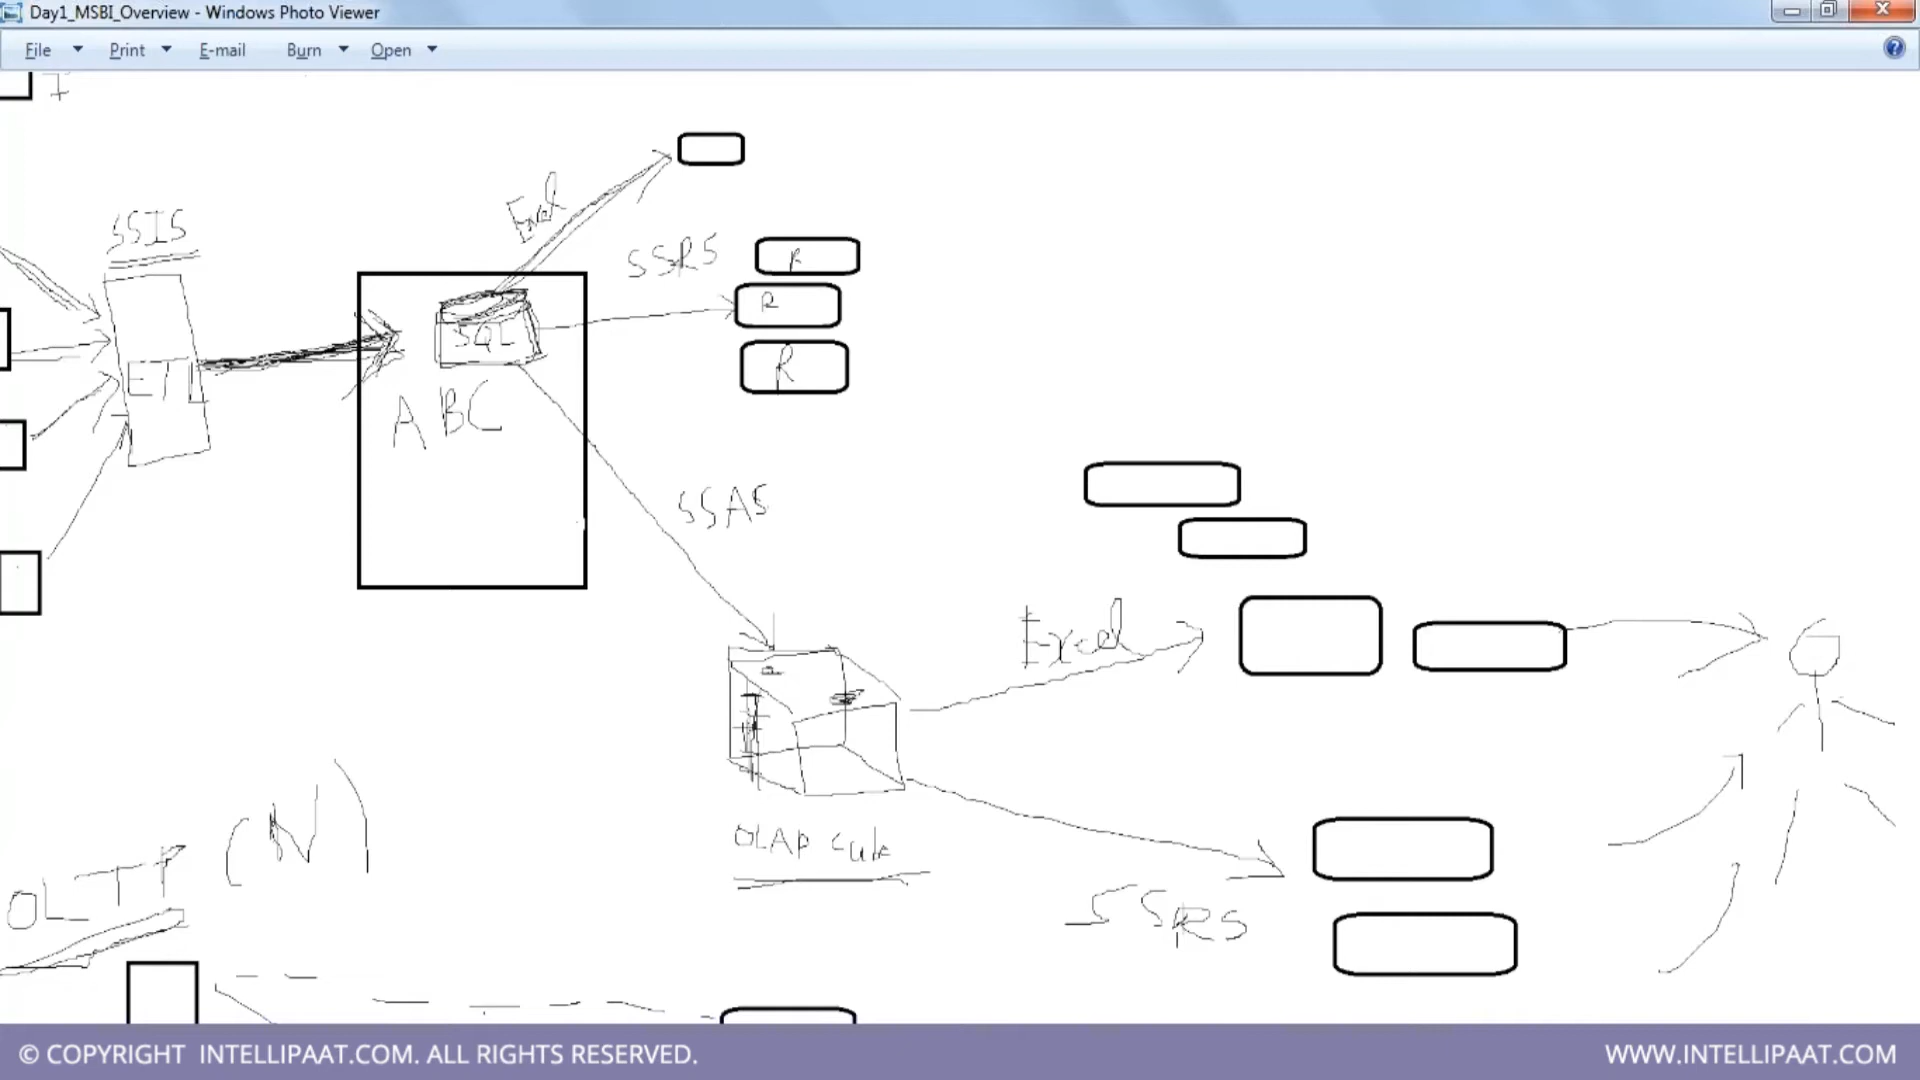 Day1_MSBI_Overview - Windows Photo Viewer
File Print E-mail Burn Open
SSIS
Excel
SSRS
R
R
R
SQL
ETL
ABC
SSAS
Excel
OLAP Cube
(N)
OLTP
SSRS
© COPYRIGHT INTELLIPAAT.COM. ALL RIGHTS RESERVED.
WWW.INTELLIPAAT.COM